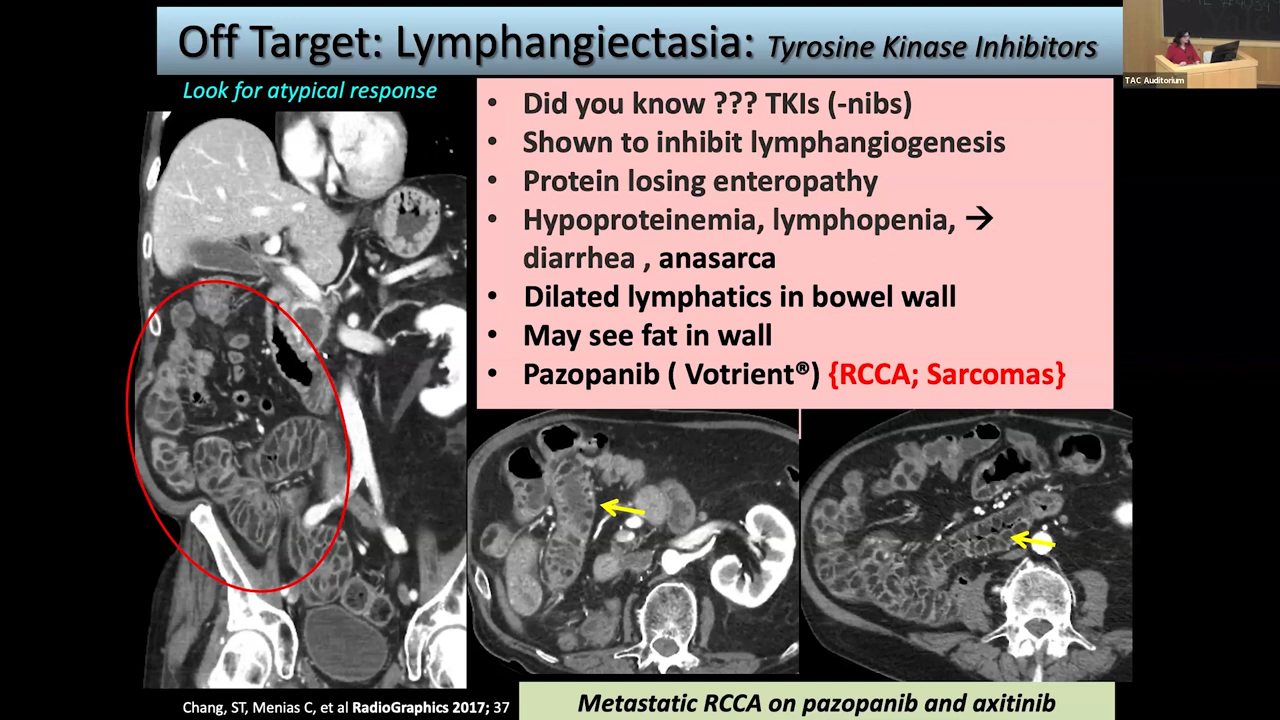 Off Target: Lymphangiectasia: Tyrosine Kinase Inhibitors
TAC Auditorium
Look for atypical response
• Did you know ??? TKIs (-nibs)
• Shown to inhibit lymphangiogenesis
• Protein losing enteropathy
• Hypoproteinemia, lymphopenia, →
diarrhea , anasarca
• Dilated lymphatics in bowel wall
• May see fat in wall
• Pazopanib ( Votrient®) {RCCA; Sarcomas}
Chang, ST, Menias C, et al RadioGraphics 2017; 37
Metastatic RCCA on pazopanib and axitinib